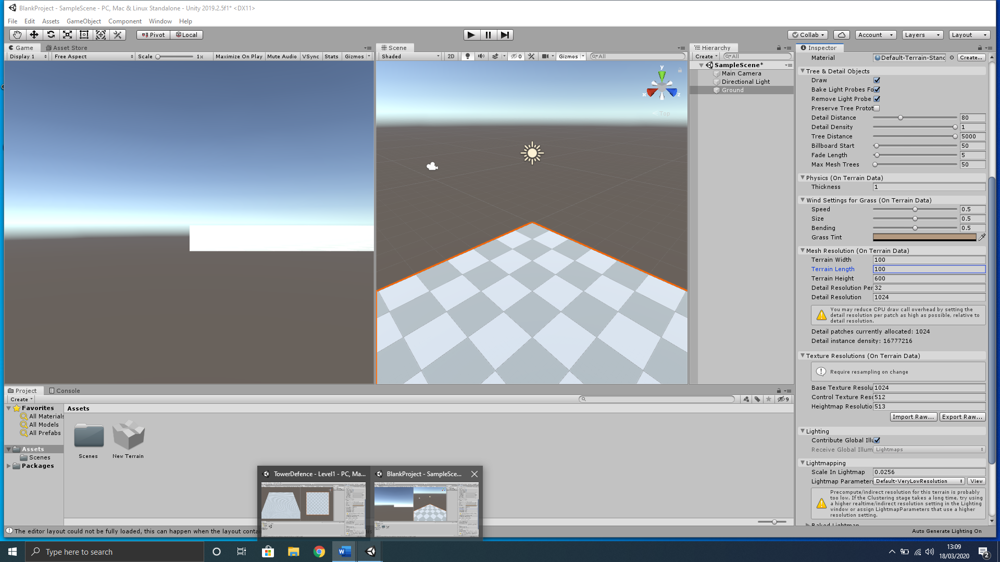 BlankProject - SampleScene - PC, Mac & Linux Standalone - Unity 2019.2.5f1* <DX11>
File Edit Assets GameObject Component Window Help
Pivot Local Collab Account Layers Layout
Game Asset Store
Display 1 Free Aspect Scale 1x Maximize On Play Mute Audio VSync Stats Gizmos
Scene
Shaded 2D 0 Gizmos All
y
x
z
Top
Hierarchy
Create All
SampleScene*
Main Camera
Directional Light
Ground
Inspector
Material Default-Terrain-Stanc Create...
Tree & Detail Objects
Draw
Bake Light Probes Fo
Remove Light Probe
Preserve Tree Protot
Detail Distance 80
Detail Density 1
Tree Distance 5000
Billboard Start 50
Fade Length 5
Max Mesh Trees 50
Physics (On Terrain Data)
Thickness 1
Wind Settings for Grass (On Terrain Data)
Speed 0.5
Size 0.5
Bending 0.5
Grass Tint
Mesh Resolution (On Terrain Data)
Terrain Width 100
Terrain Length 100
Terrain Height 600
Detail Resolution Per 32
Detail Resolution 1024
You may reduce CPU draw call overhead by setting the
detail resolution per patch as high as possible, relative to
detail resolution.
Detail patches currently allocated: 1024
Detail instance density: 16777216
Texture Resolutions (On Terrain Data)
Require resampling on change
Base Texture Resolu 1024
Control Texture Res 512
Heightmap Resolutio 513
Import Raw... Export Raw...
Lighting
Contribute Global Illu
Receive Global Illum Lightmaps
Lightmapping
Scale In Lightmap 0.0256
Lightmap Parameters Default-VeryLowResolution View
Precompute/indirect resolution for this terrain is probably
too low. If the Clustering stage takes a long time, try using
a higher realtime/indirect resolution setting in the Lighting
window or assign LightmapParameters that use a higher
resolution setting.
Baked Lightmap
Auto Generate Lighting On
Project Console
Create 9
Favorites
All Materials
All Models
All Prefabs
Assets
Scenes
Packages
Assets
Scenes New Terrain
TowerDefence - Level1 - PC, Ma... BlankProject - SampleSce...
The editor layout could not be fully loaded, this can happen when the layout contai
Type here to search
13:09
18/03/2020
2